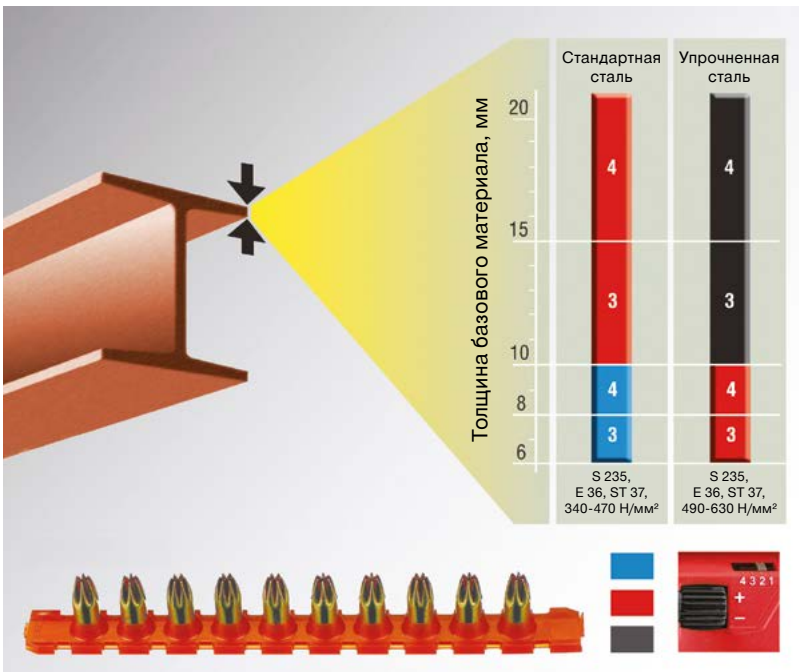 Стандартная
сталь
Упрочненная
сталь
Толщина базового материала, мм
20
15
10
8
6
4
3
4
3
4
3
4
3
S 235,
E 36, ST 37,
340-470 Н/мм²
S 235,
E 36, ST 37,
490-630 Н/мм²
4 3 2 1
+
−